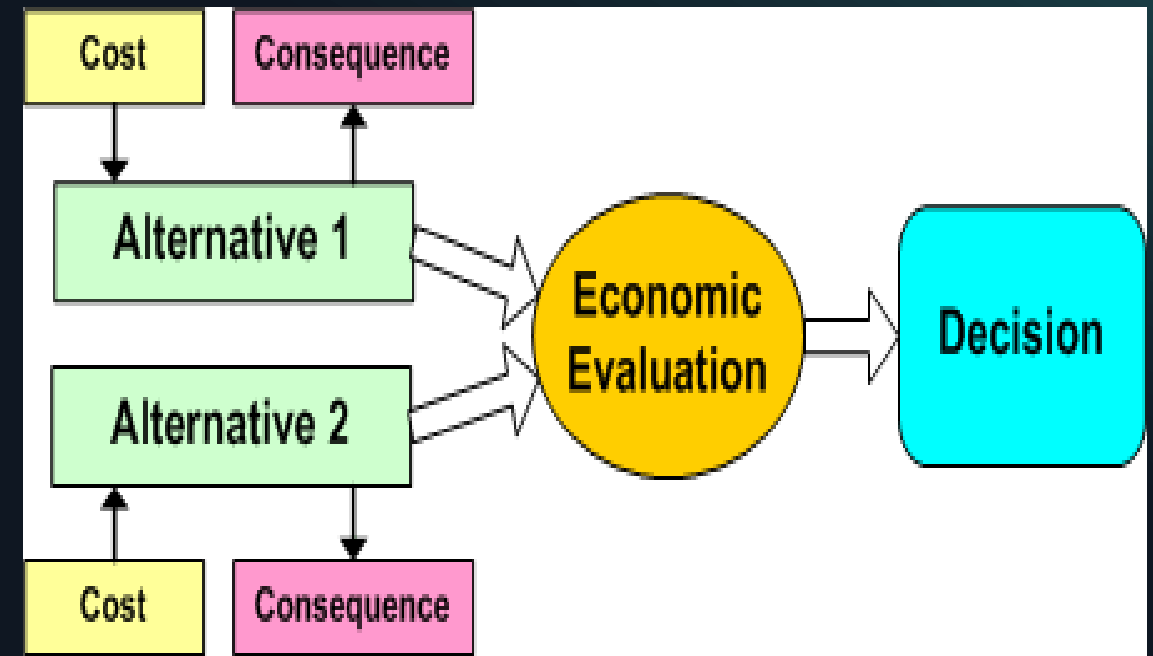 Cost
Consequence
Alternative 1
Economic
Evaluation
Decision
Alternative 2
Cost
Consequence